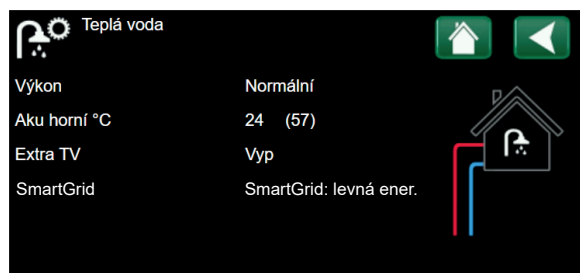 Teplá voda
Výkon Normální
Aku horní °C 24 (57)
Extra TV Vyp
SmartGrid SmartGrid: levná ener.